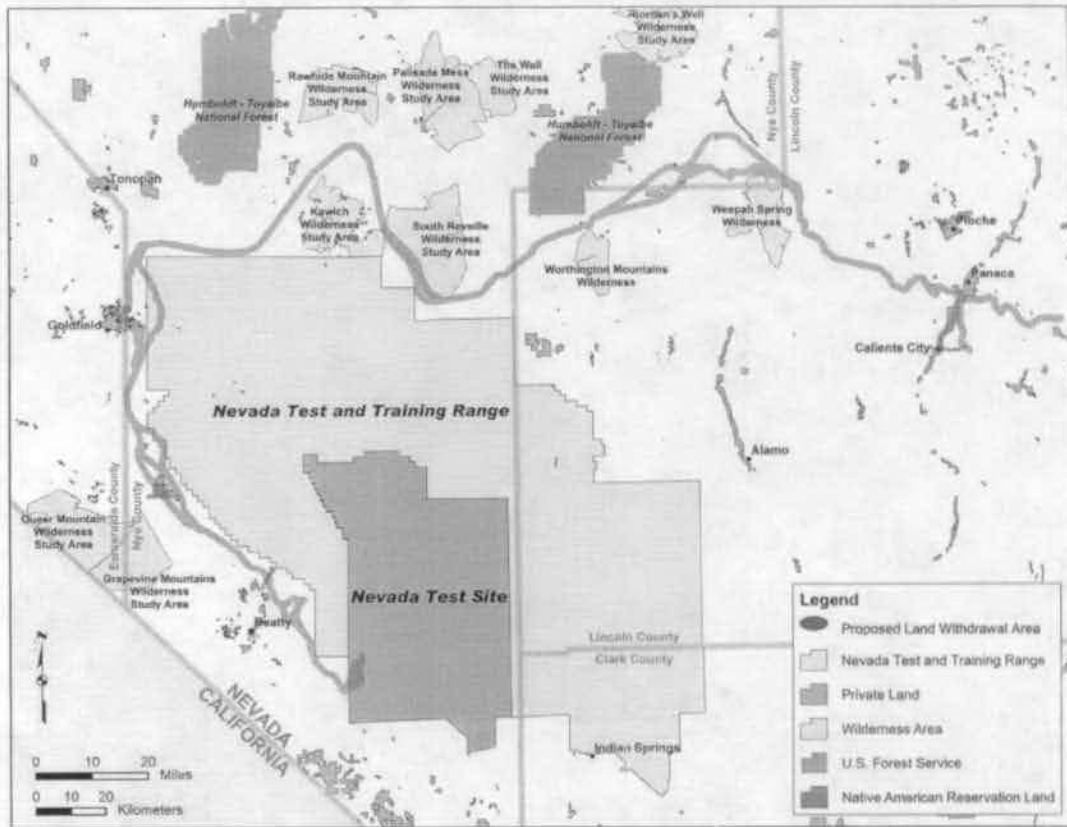 Riordan's Well
Wilderness
Study Area
Rawhide Mountain
Wilderness
Study Area
Palisade Mesa
Wilderness
Study Area
The Wall
Wilderness
Study Area
Humboldt - Toyaibe
National Forest
Humboldt - Toyaibe
National Forest
Nye County
Lincoln County
Tonopah
Kawich
Wilderness
Study Area
South Reveille
Wilderness
Study Area
Weepah Spring
Wilderness
Pioche
Worthington Mountains
Wilderness
Panaca
Goldfield
Caliente City
Nevada Test and Training Range
Alamo
Esmeralda County
Nye County
Queer Mountain
Wilderness
Study Area
Grapevine Mountains
Wilderness
Study Area
Nevada Test Site
Beatty
Lincoln County
Clark County
NEVADA
CALIFORNIA
Indian Springs
0 10 20
Miles
0 10 20
Kilometers
Legend
Proposed Land Withdrawal Area
Nevada Test and Training Range
Private Land
Wilderness Area
U.S. Forest Service
Native American Reservation Land